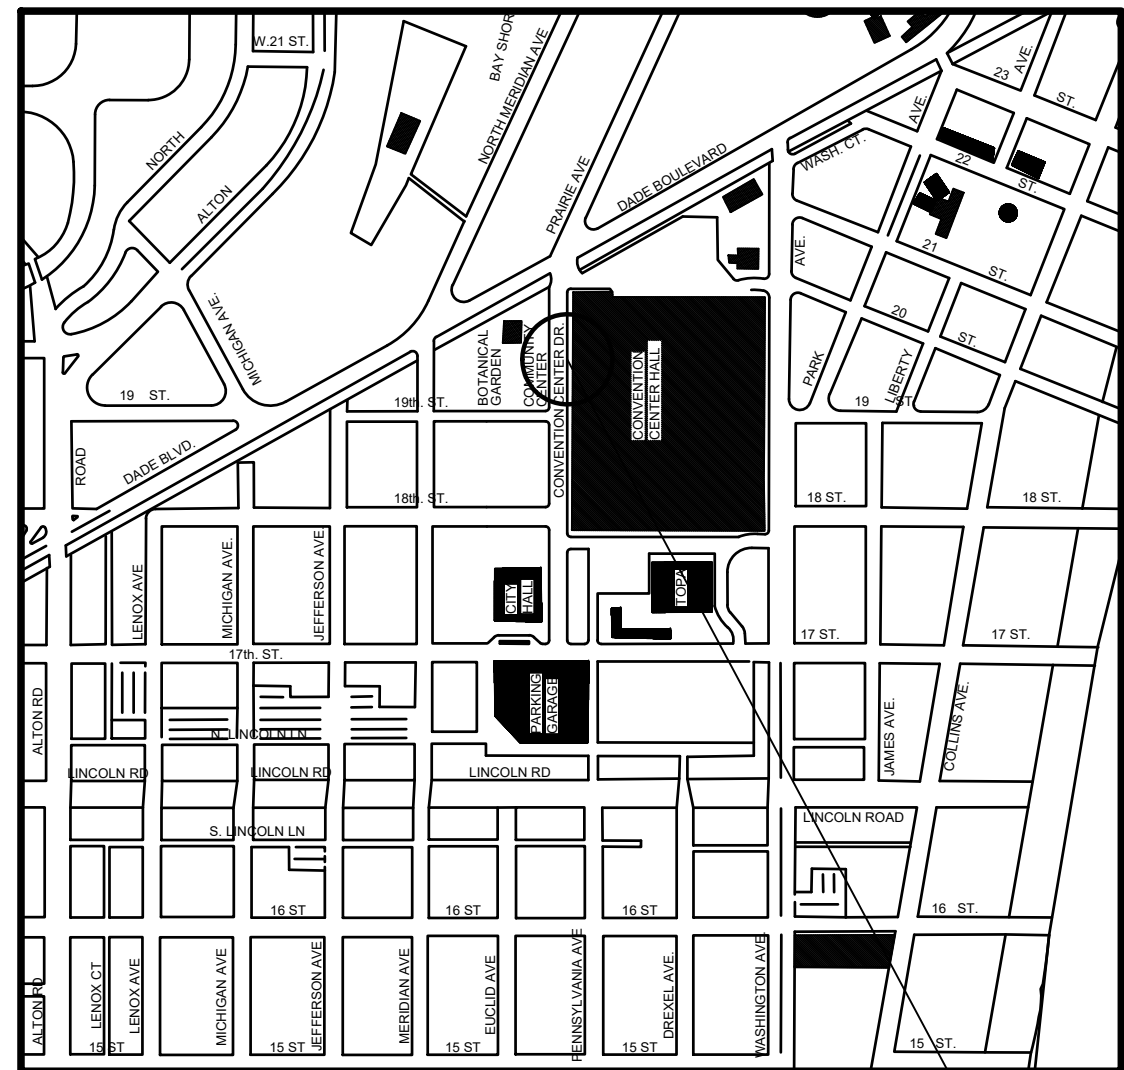 W.21 ST.
BAY SHOR
NORTH MERIDIAN AVE
AVE.
23
ST.
AVE.
NORTH
WASH. CT.
22
ST.
DADE BOULEVARD
ALTON
PRAIRIE AVE
21
ST.
AVE.
20
ST.
MICHIGAN AVE.
BOTANICAL
GARDEN
COMMUNITY
CENTER
CONVENTION CENTER DR.
CONVENTION
CENTER HALL
PARK
LIBERTY
19 ST.
19th. ST.
19 ST.
ROAD
DADE BLVD.
18th. ST.
18 ST.
18 ST.
LENOX AVE
MICHIGAN AVE.
JEFFERSON AVE.
CITY
HALL
TOPA
17 ST.
17 ST.
17th. ST.
ALTON RD
PARKING
GARAGE
JAMES AVE.
COLLINS AVE.
N. LINCOLN LN
LINCOLN RD
LINCOLN RD
LINCOLN RD
S. LINCOLN LN
LINCOLN ROAD
16 ST
16 ST
16 ST
16 ST.
ALTON RD
LENOX CT
LENOX AVE
MICHIGAN AVE
JEFFERSON AVE
MERIDIAN AVE
EUCLID AVE
PENNSYLVANIA AVE
DREXEL AVE.
WASHINGTON AVE.
15 ST
15 ST
15 ST
15 ST
15 ST.